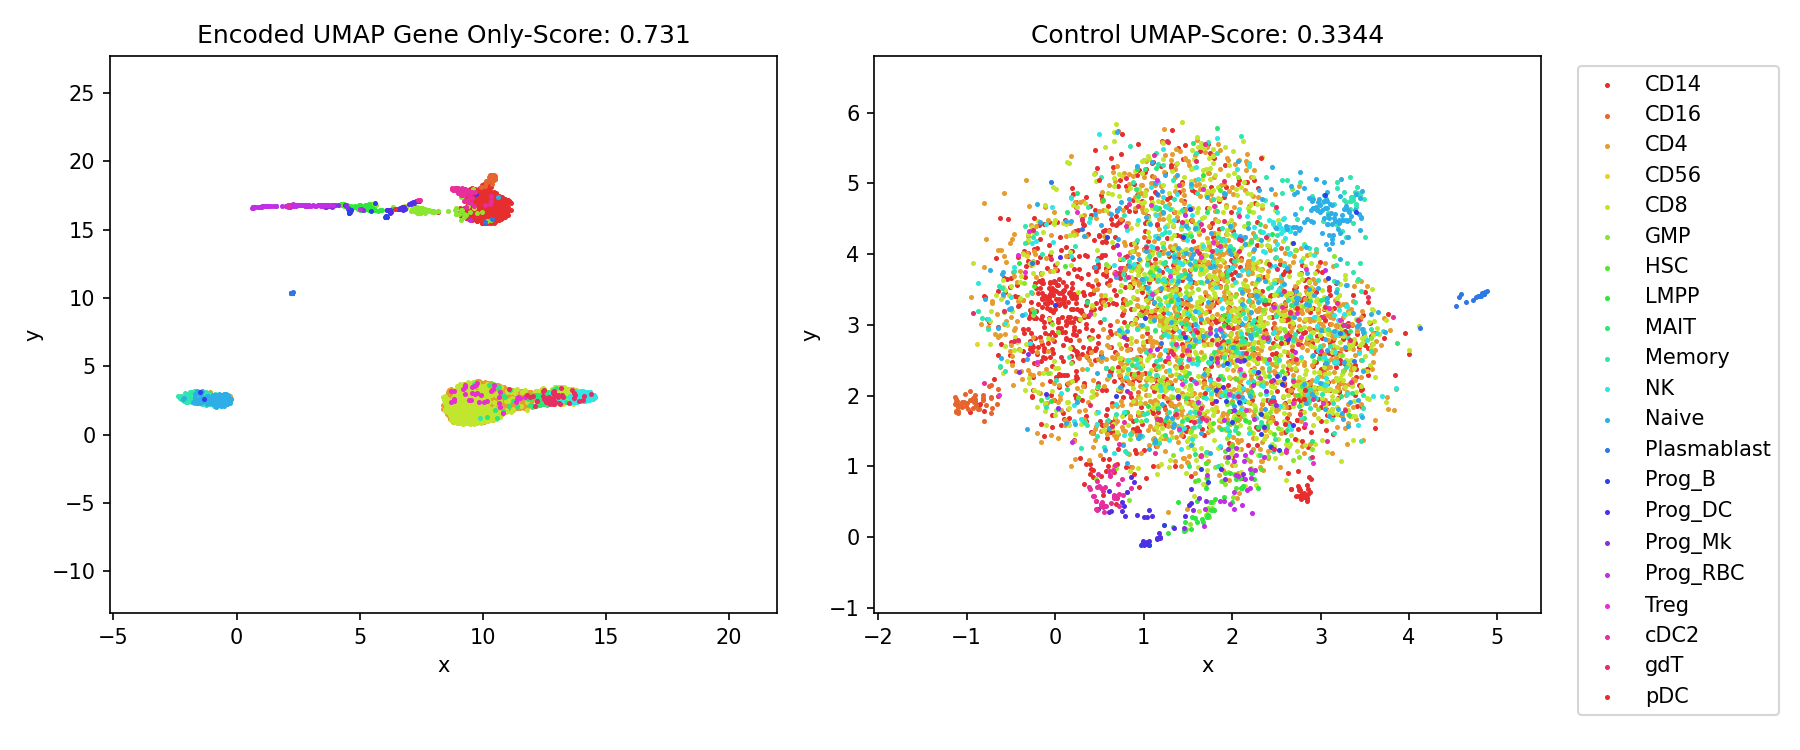 Encoded UMAP Gene Only-Score: 0.731
25
20
15
10
5
0
−5
−10
y
−5
0
5
10
15
20
x
Control UMAP-Score: 0.3344
6
5
4
3
2
1
0
−1
y
−2
−1
0
1
2
3
4
5
x
CD14
CD16
CD4
CD56
CD8
GMP
HSC
LMPP
MAIT
Memory
NK
Naive
Plasmablast
Prog_B
Prog_DC
Prog_Mk
Prog_RBC
Treg
cDC2
gdT
pDC